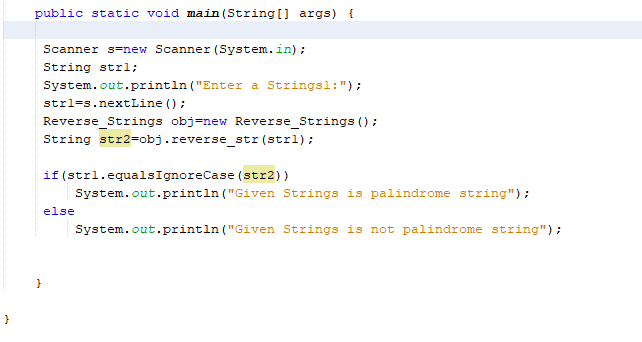 public static void main(String[] args) {
Scanner s=new Scanner(System.in);
String str1;
System.out.println("Enter a Strings1:");
str1=s.nextLine();
Reverse_Strings obj=new Reverse_Strings();
String str2=obj.reverse_str(str1);
if(str1.equalsIgnoreCase(str2))
System.out.println("Given Strings is palindrome string");
else
System.out.println("Given Strings is not palindrome string");
}
}